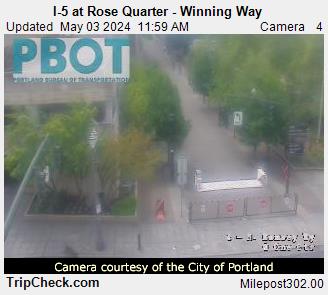 I-5 at Rose Quarter - Winning Way
Updated May 03 2024 11:59 AM Camera 4
PBOT
PORTLAND BUREAU OF TRANSPORTATION
Camera courtesy of the City of Portland
TripCheck.com Milepost302.00